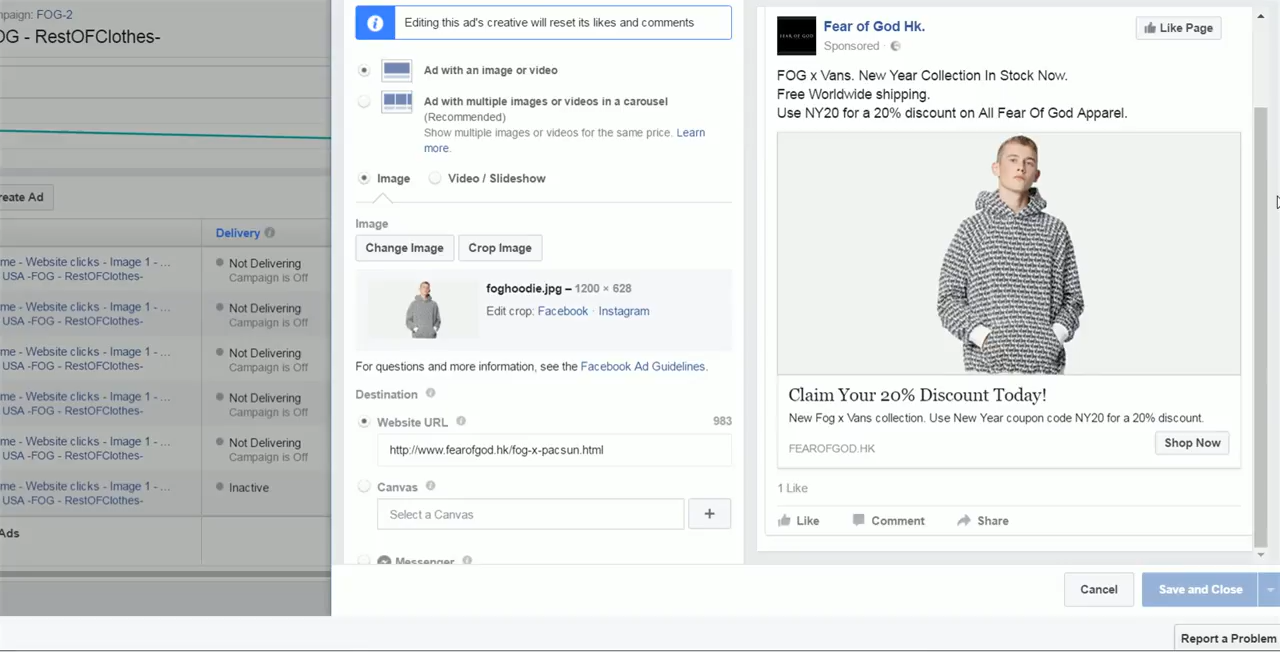 mpaign: FOG-2
OG - RestOFClothes-
reate Ad
Delivery
me - Website clicks - Image 1 - ...
USA -FOG - RestOFClothes-
Not Delivering
Campaign is Off
me - Website clicks - Image 1 - ...
USA -FOG - RestOFClothes-
Not Delivering
Campaign is Off
me - Website clicks - Image 1 - ...
USA -FOG - RestOFClothes-
Not Delivering
Campaign is Off
me - Website clicks - Image 1 - ...
USA -FOG - RestOFClothes-
Not Delivering
Campaign is Off
me - Website clicks - Image 1 - ...
USA -FOG - RestOFClothes-
Not Delivering
Campaign is Off
me - Website clicks - Image 1 - ...
USA -FOG - RestOFClothes-
Inactive
Ads
Editing this ad's creative will reset its likes and comments
Ad with an image or video
Ad with multiple images or videos in a carousel
(Recommended)
Show multiple images or videos for the same price. Learn
more.
Image
Video / Slideshow
Image
Change Image
Crop Image
foghoodie.jpg – 1200 × 628
Edit crop: Facebook · Instagram
For questions and more information, see the Facebook Ad Guidelines.
Destination
Website URL
983
http://www.fearofgod.hk/fog-x-pacsun.html
Canvas
Select a Canvas
+
Messenger
FEAR OF GOD
Fear of God Hk.
Sponsored ·
Like Page
FOG x Vans. New Year Collection In Stock Now.
Free Worldwide shipping.
Use NY20 for a 20% discount on All Fear Of God Apparel.
Claim Your 20% Discount Today!
New Fog x Vans collection. Use New Year coupon code NY20 for a 20% discount.
FEAROFGOD.HK
Shop Now
1 Like
Like
Comment
Share
Cancel
Save and Close
Report a Problem